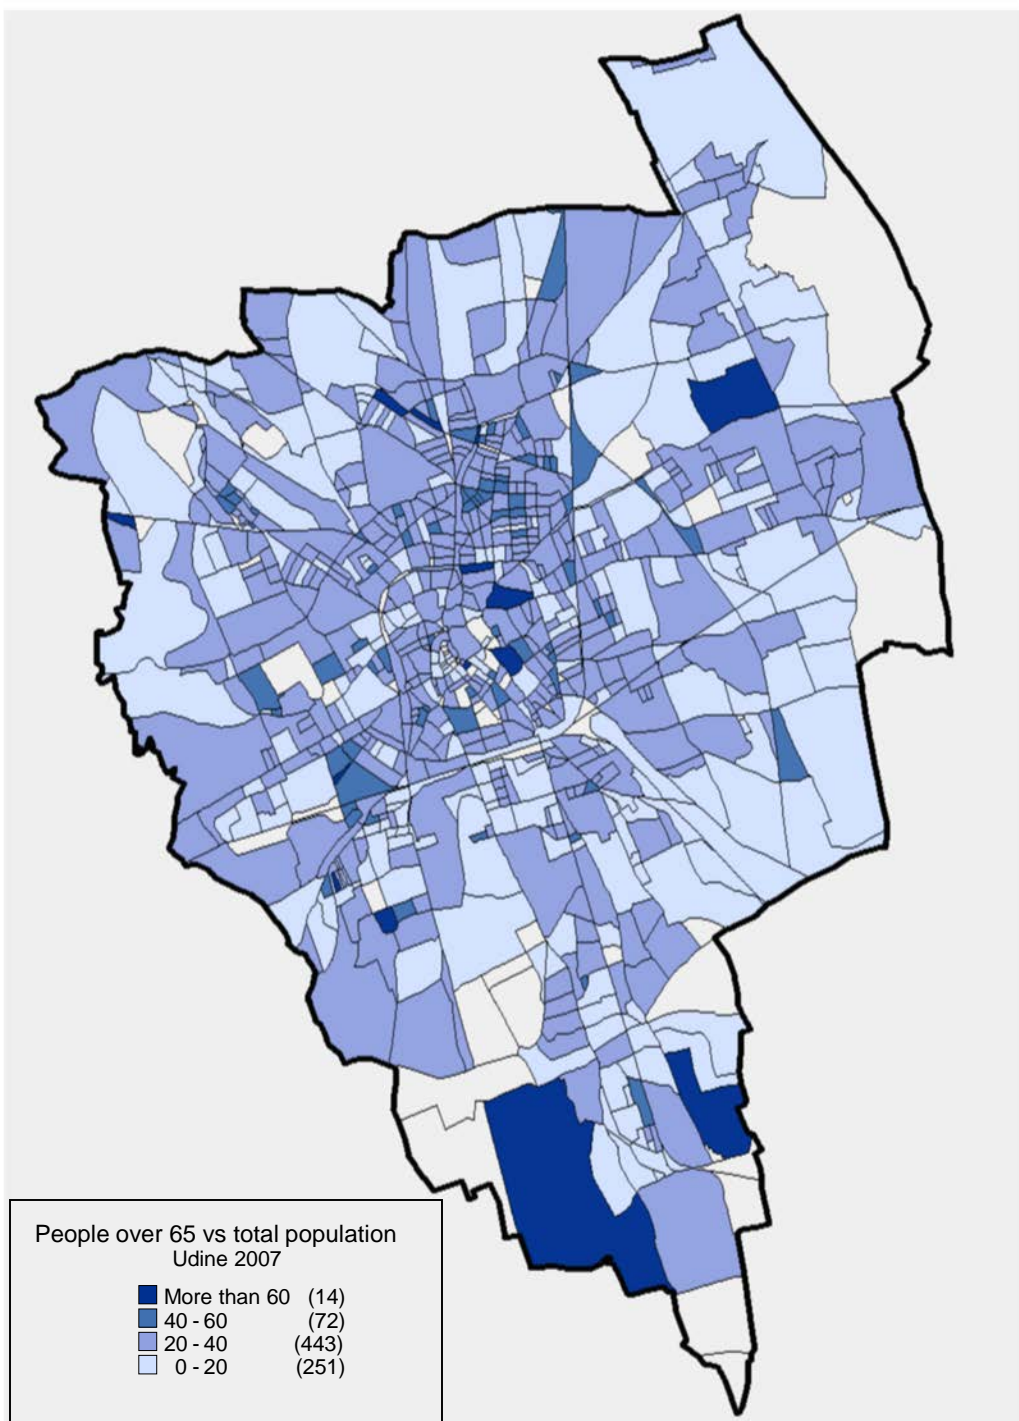 People over 65 vs total population
Udine 2007
More than 60 (14)
40 - 60 (72)
20 - 40 (443)
0 - 20 (251)